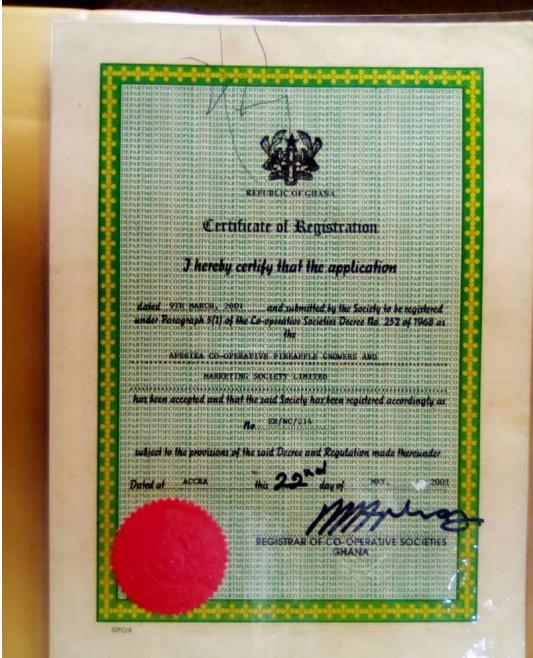 REPUBLIC OF GHANA
Certificate of Registration
I hereby certify that the application
dated 9TH MARCH, 2001 and submitted by the Society to be registered
under Paragraph 5(1) of the Co-operative Societies Decree No. 252 of 1968 as
the
CO-OPERATIVE PINEAPPLE GROWERS AND
MARKETING SOCIETY LIMITED
has been accepted and that the said Society has been registered accordingly as
No. ER/NC/214
subject to the provisions of the said Decree and Regulation made thereunder
Dated at ACCRA this 22nd day of MAY, 2001
REGISTRAR OF CO-OPERATIVE SOCIETIES
GHANA
GPC/A